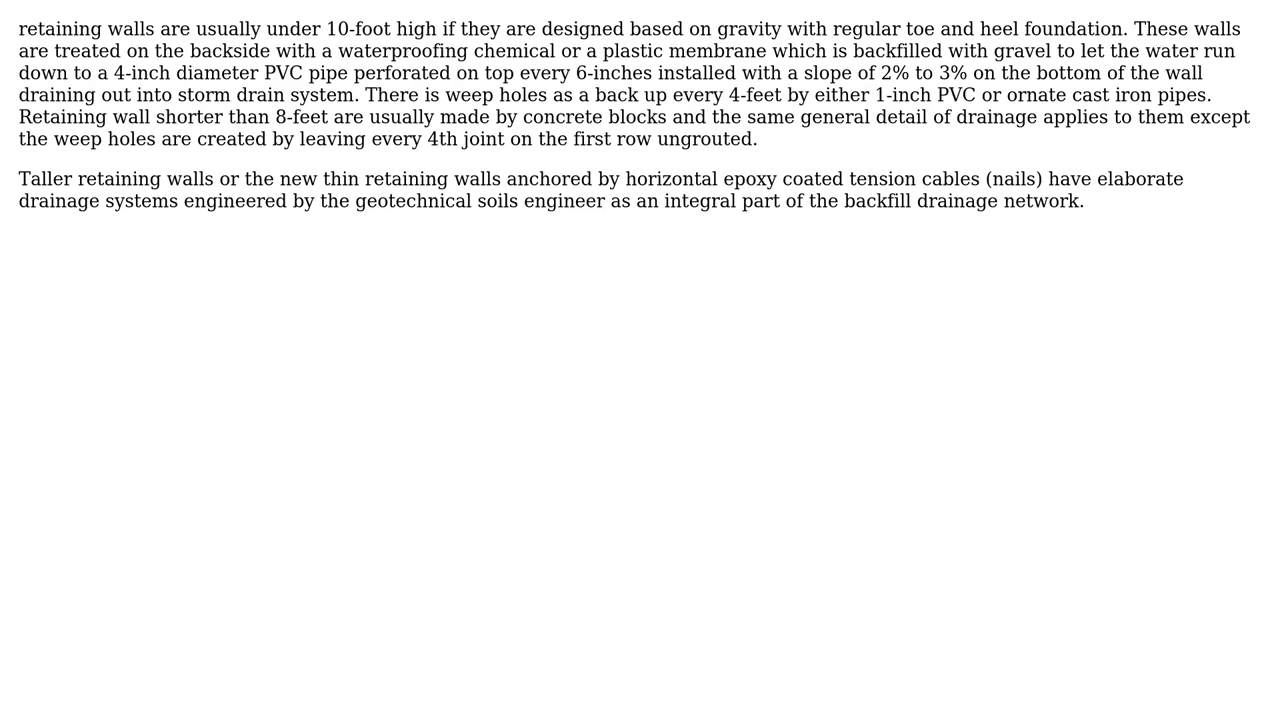 retaining walls are usually under 10-foot high if they are designed based on gravity with regular toe and heel foundation. These walls
are treated on the backside with a waterproofing chemical or a plastic membrane which is backfilled with gravel to let the water run
down to a 4-inch diameter PVC pipe perforated on top every 6-inches installed with a slope of 2% to 3% on the bottom of the wall
draining out into storm drain system. There is weep holes as a back up every 4-feet by either 1-inch PVC or ornate cast iron pipes.
Retaining wall shorter than 8-feet are usually made by concrete blocks and the same general detail of drainage applies to them except
the weep holes are created by leaving every 4th joint on the first row ungrouted.
Taller retaining walls or the new thin retaining walls anchored by horizontal epoxy coated tension cables (nails) have elaborate
drainage systems engineered by the geotechnical soils engineer as an integral part of the backfill drainage network.